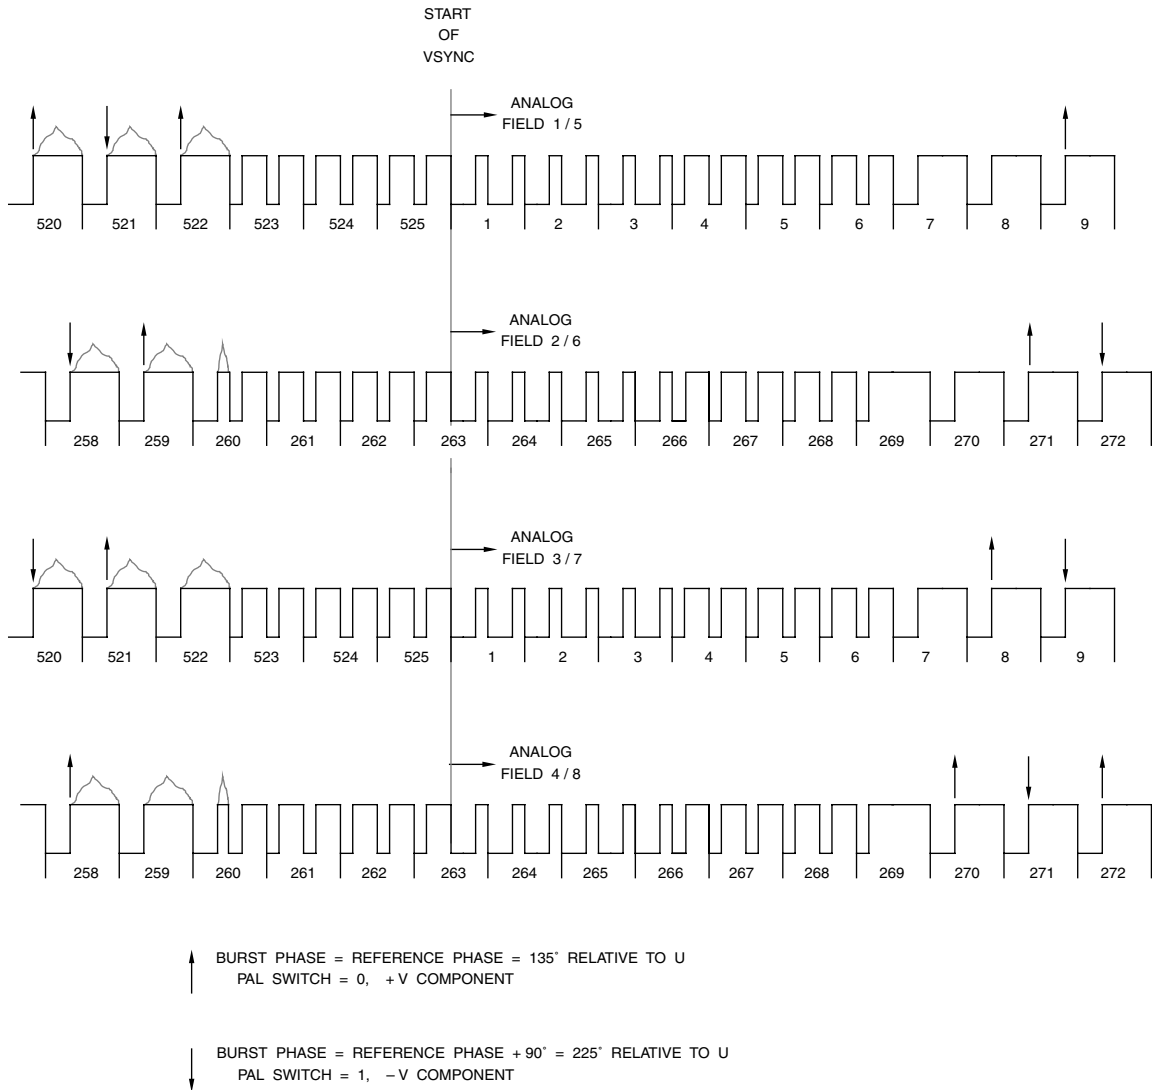 START
OF
VSYNC
ANALOG
FIELD 1 / 5
520 521 522 523 524 525 1 2 3 4 5 6 7 8 9
ANALOG
FIELD 2 / 6
258 259 260 261 262 263 264 265 266 267 268 269 270 271 272
ANALOG
FIELD 3 / 7
520 521 522 523 524 525 1 2 3 4 5 6 7 8 9
ANALOG
FIELD 4 / 8
258 259 260 261 262 263 264 265 266 267 268 269 270 271 272
BURST PHASE = REFERENCE PHASE = 135° RELATIVE TO U
PAL SWITCH = 0, + V COMPONENT
BURST PHASE = REFERENCE PHASE + 90° = 225° RELATIVE TO U
PAL SWITCH = 1, – V COMPONENT